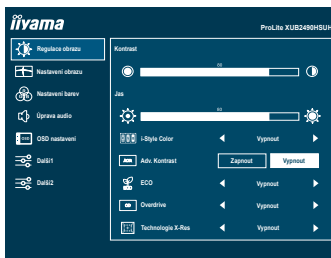 iiyama
ProLite XUB2490HSUH
Regulace obrazu
Nastavení obrazu
Nastavení barev
Úprava audio
OSD nastavení
Další1
Další2
Kontrast
Jas
i-Style Color
Vypnout
Adv. Kontrast
Zapnout
Vypnout
ECO
Vypnout
Overdrive
Vypnout
Technologie X-Res
Vypnout